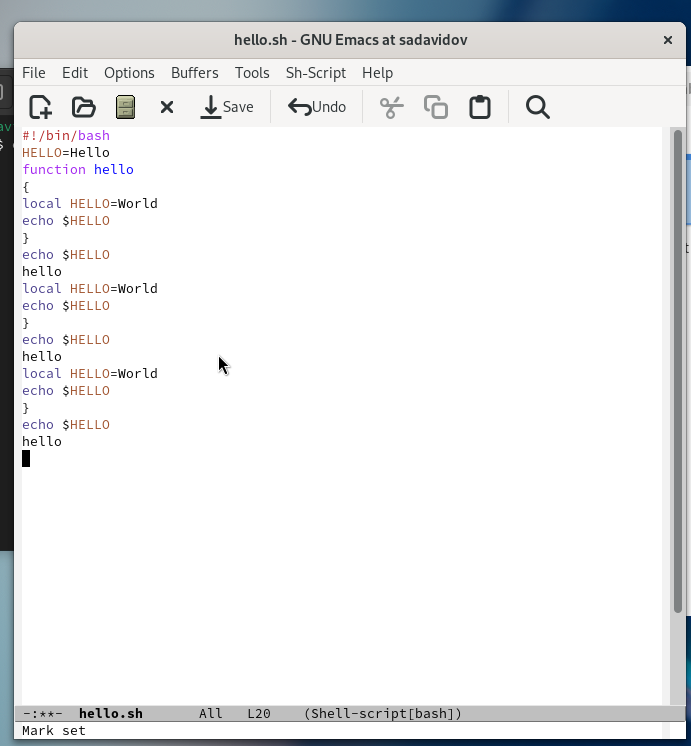 hello.sh - GNU Emacs at sadavidov
File Edit Options Buffers Tools Sh-Script Help
Save Undo
#!/bin/bash
HELLO=Hello
function hello
{
local HELLO=World
echo $HELLO
}
echo $HELLO
hello
local HELLO=World
echo $HELLO
}
echo $HELLO
hello
local HELLO=World
echo $HELLO
}
echo $HELLO
hello
-:**- hello.sh All L20 (Shell-script[bash])
Mark set